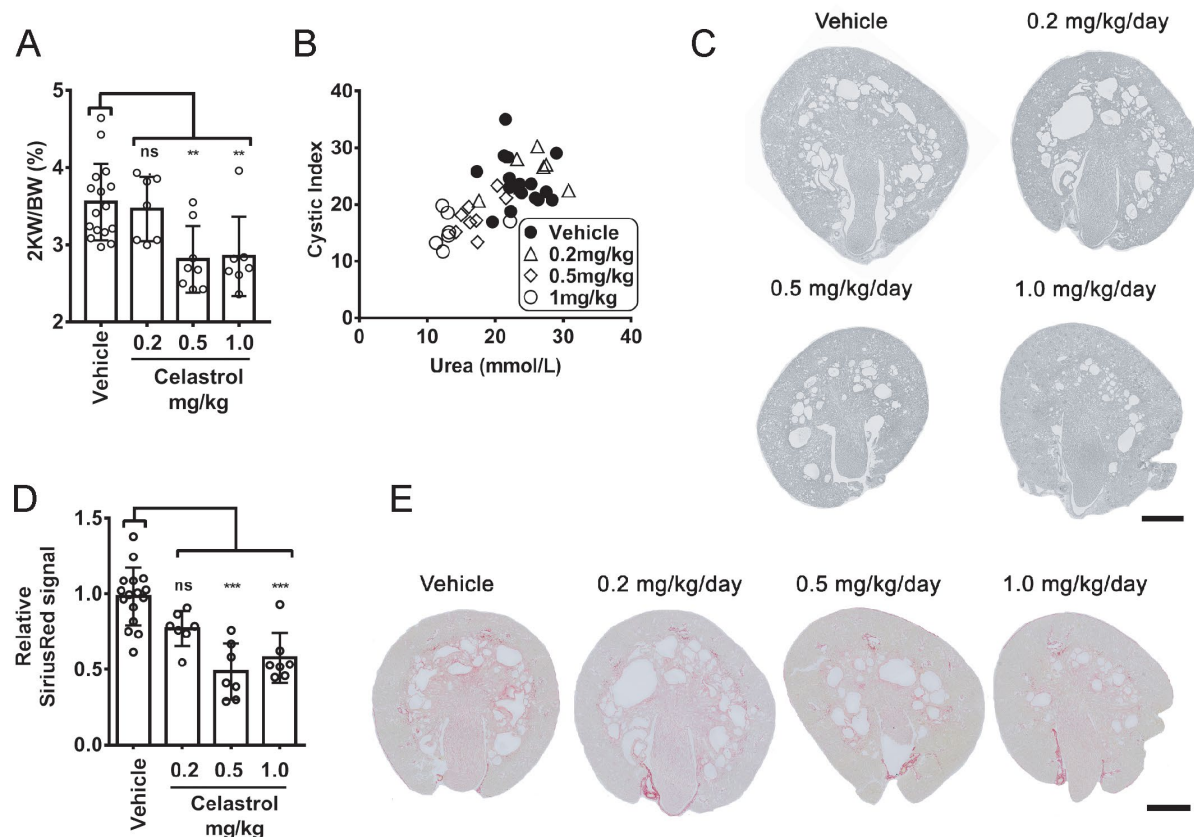 A
2KW/BW (%)
5
4
3
2
ns
**
**
Vehicle
0.2
0.5
1.0
Celastrol
mg/kg
B
Cystic Index
40
30
20
10
0
0
10
20
30
40
Urea (mmol/L)
Vehicle
0.2mg/kg
0.5mg/kg
1mg/kg
C
Vehicle
0.2 mg/kg/day
0.5 mg/kg/day
1.0 mg/kg/day
D
Relative
SiriusRed signal
1.5
1.0
0.5
0.0
ns
***
***
Vehicle
0.2
0.5
1.0
Celastrol
mg/kg
E
Vehicle
0.2 mg/kg/day
0.5 mg/kg/day
1.0 mg/kg/day